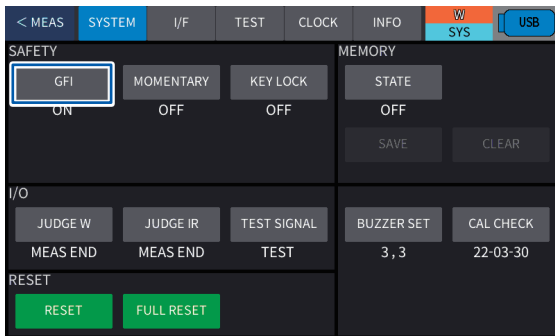 < MEAS SYSTEM I/F TEST CLOCK INFO W SYS USB
SAFETY
GFI MOMENTARY KEY LOCK
ON OFF OFF
MEMORY
STATE
OFF
SAVE CLEAR
I/O
JUDGE W JUDGE IR TEST SIGNAL
MEAS END MEAS END TEST
BUZZER SET CAL CHECK
3 , 3 22-03-30
RESET
RESET FULL RESET